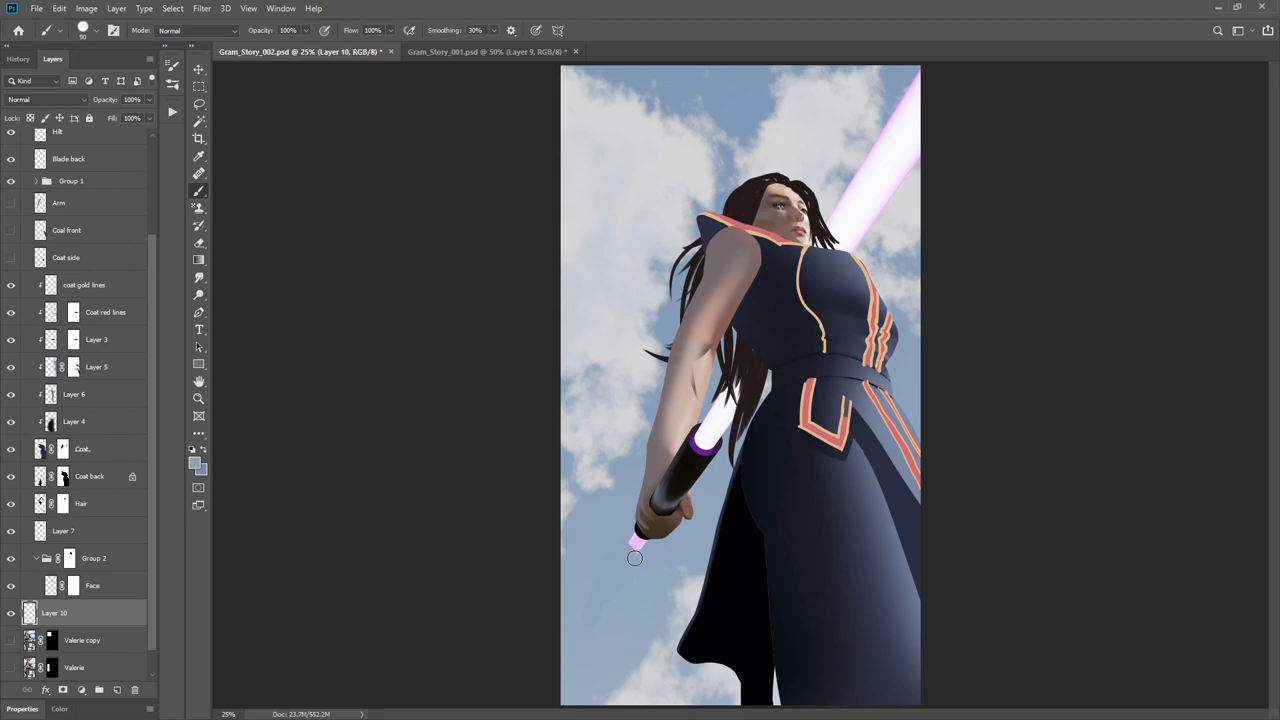 Ps File Edit Image Layer Type Select Filter 3D View Window Help
90 Mode: Normal Opacity: 100% Flow: 100% Smoothing: 30%
Gram_Story_002.psd @ 25% (Layer 10, RGB/8) * × Gram_Story_001.psd @ 50% (Layer 9, RGB/8) * ×
History Layers
Kind
Normal Opacity: 100%
Lock: Fill: 100%
Hilt
Blade back
Group 1
Arm
Coal front
Coat side
coat gold lines
Coat red lines
Layer 3
Layer 5
Layer 6
Layer 4
Coat.
Coat back
Hair
Layer 7
Group 2
Face
Layer 10
Valerie copy
Valerie
fx
Properties Color
25% Doc: 23.7M/552.2M